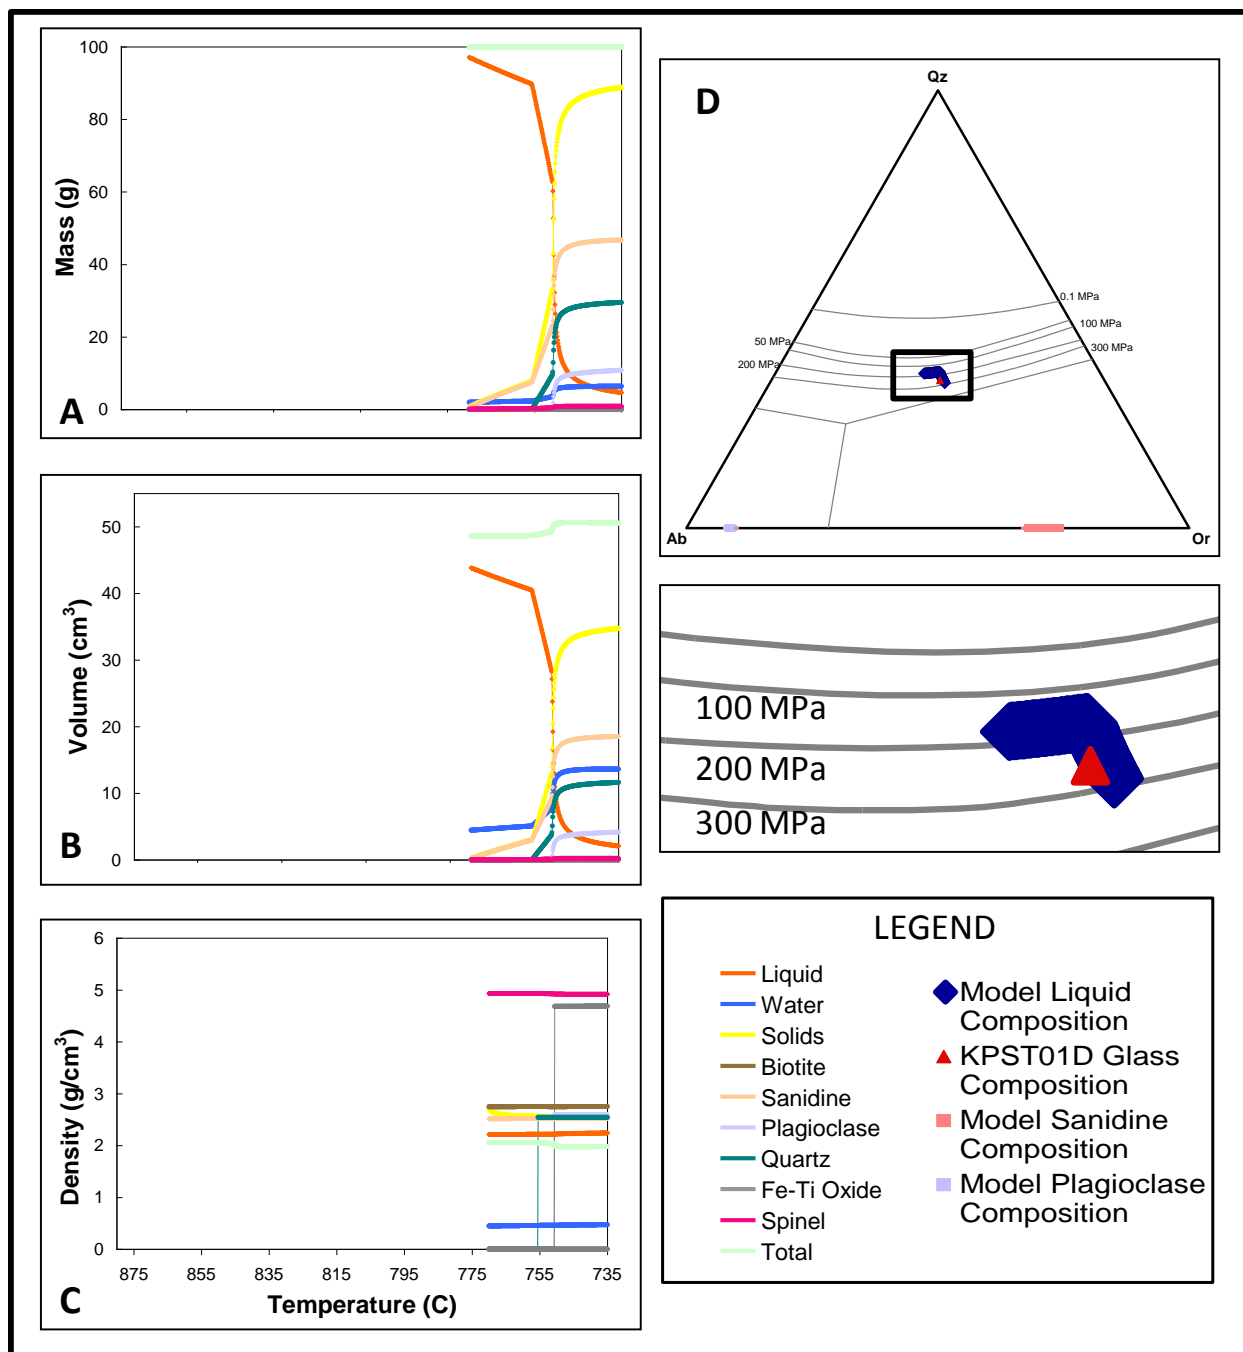 A
Mass (g)
100
80
60
40
20
0
B
Volume (cm3)
50
40
30
20
10
0
C
Density (g/cm3)
6
5
4
3
2
1
0
875 855 835 815 795 775 755 735
Temperature (C)
D
Qz
0.1 MPa
100 MPa
50 MPa
300 MPa
200 MPa
Ab
Or
100 MPa
200 MPa
300 MPa
LEGEND
Liquid
Water
Solids
Biotite
Sanidine
Plagioclase
Quartz
Fe-Ti Oxide
Spinel
Total
Model Liquid
Composition
KPST01D Glass
Composition
Model Sanidine
Composition
Model Plagioclase
Composition